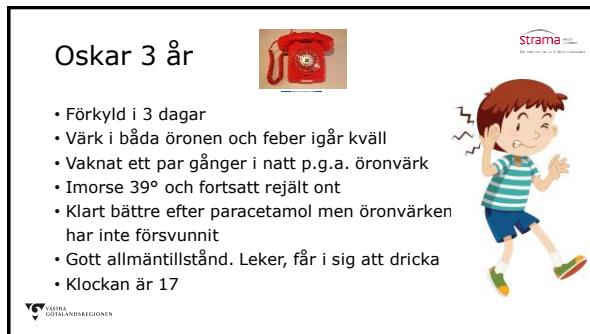 Oskar 3 år
Strama
• Förkyld i 3 dagar
• Värk i båda öronen och feber igår kväll
• Vaknat ett par gånger i natt p.g.a. öronvärk
• Imorse 39° och fortsatt rejält ont
• Klart bättre efter paracetamol men öronvärken
har inte försvunnit
• Gott allmäntillstånd. Leker, får i sig att dricka
• Klockan är 17
VÄSTRA
GÖTALANDSREGIONEN